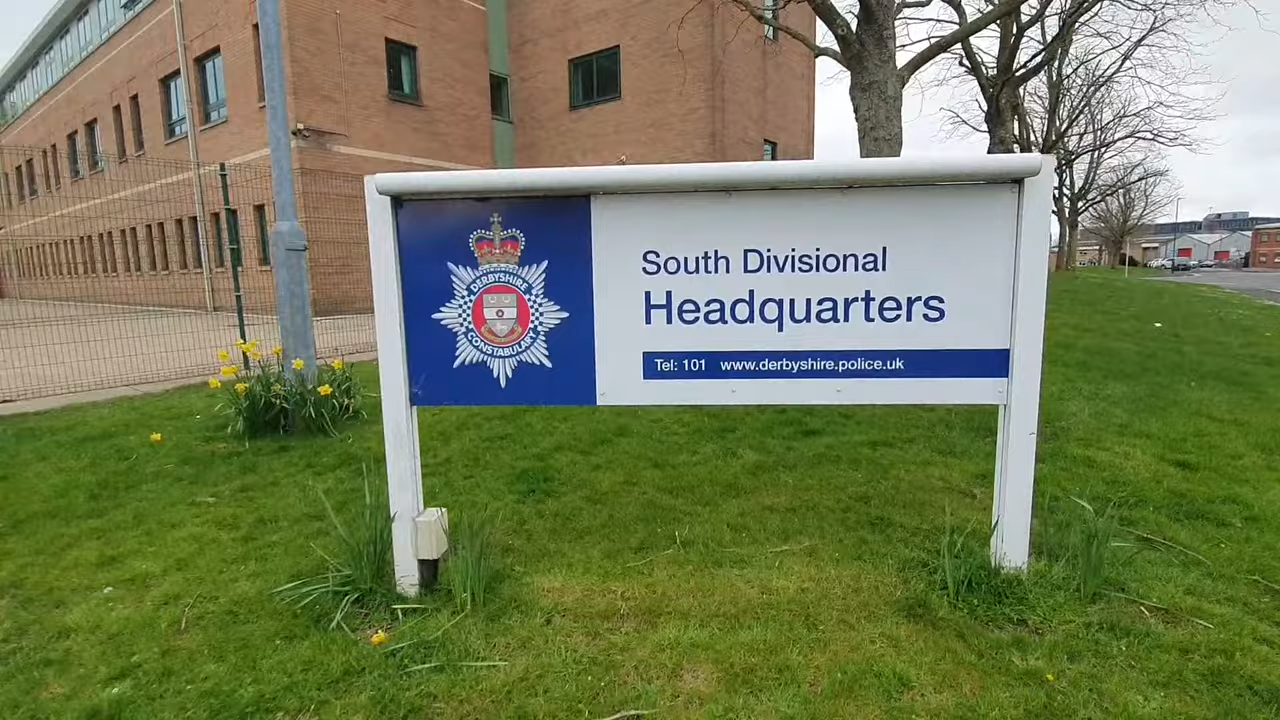 DERBYSHIRE
CONSTABULARY
South Divisional
Headquarters
Tel: 101 www.derbyshire.police.uk